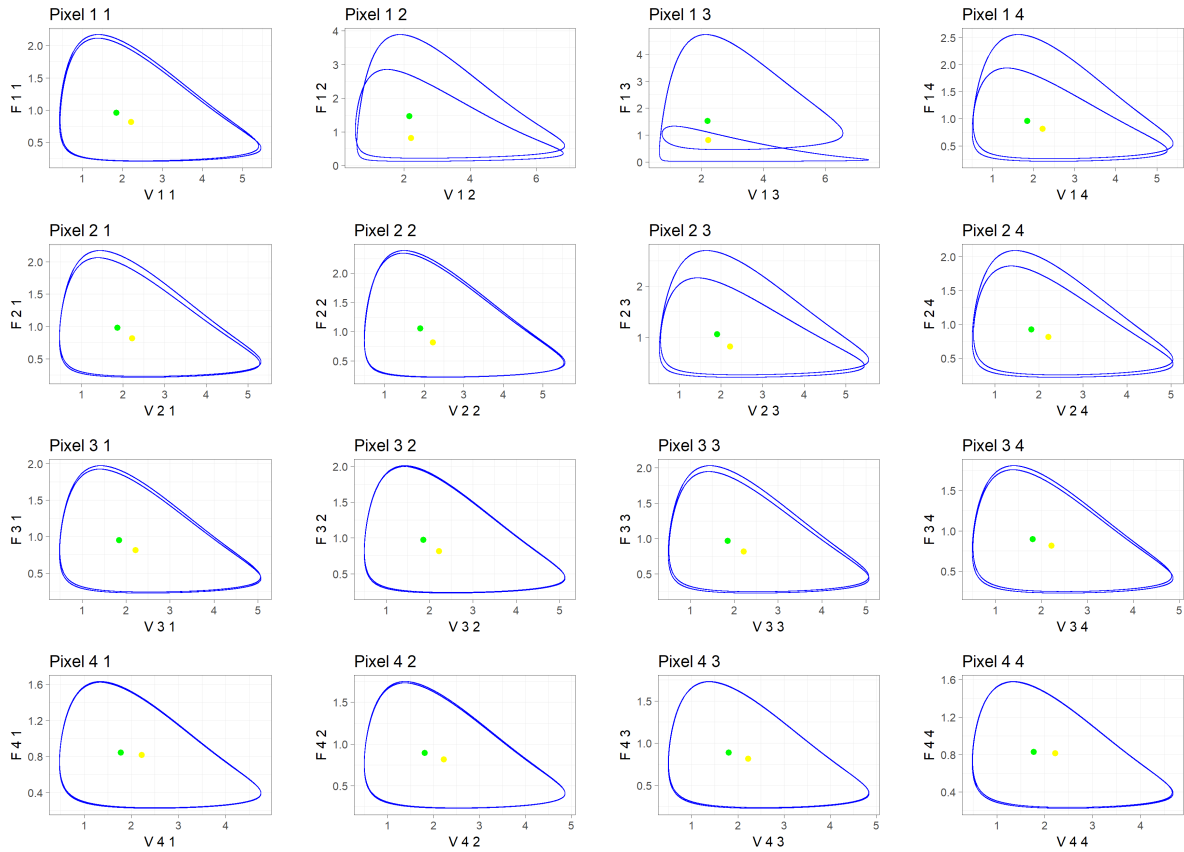 Pixel 1 1
Pixel 1 2
Pixel 1 3
Pixel 1 4
F 1 1
2.0
1.5
1.0
0.5
1 2 3 4 5
V 1 1
F 1 2
4
3
2
1
0
2 4 6
V 1 2
F 1 3
4
3
2
1
0
2 4 6
V 1 3
F 1 4
2.5
2.0
1.5
1.0
0.5
1 2 3 4 5
V 1 4
Pixel 2 1
Pixel 2 2
Pixel 2 3
Pixel 2 4
F 2 1
2.0
1.5
1.0
0.5
1 2 3 4 5
V 2 1
F 2 2
2.0
1.5
1.0
0.5
1 2 3 4 5
V 2 2
F 2 3
2
1
1 2 3 4 5
V 2 3
F 2 4
2.0
1.5
1.0
0.5
1 2 3 4 5
V 2 4
Pixel 3 1
Pixel 3 2
Pixel 3 3
Pixel 3 4
F 3 1
2.0
1.5
1.0
0.5
1 2 3 4 5
V 3 1
F 3 2
2.0
1.5
1.0
0.5
1 2 3 4 5
V 3 2
F 3 3
2.0
1.5
1.0
0.5
1 2 3 4 5
V 3 3
F 3 4
1.5
1.0
0.5
1 2 3 4 5
V 3 4
Pixel 4 1
Pixel 4 2
Pixel 4 3
Pixel 4 4
F 4 1
1.6
1.2
0.8
0.4
1 2 3 4
V 4 1
F 4 2
1.5
1.0
0.5
1 2 3 4 5
V 4 2
F 4 3
1.5
1.0
0.5
1 2 3 4 5
V 4 3
F 4 4
1.6
1.2
0.8
0.4
1 2 3 4
V 4 4